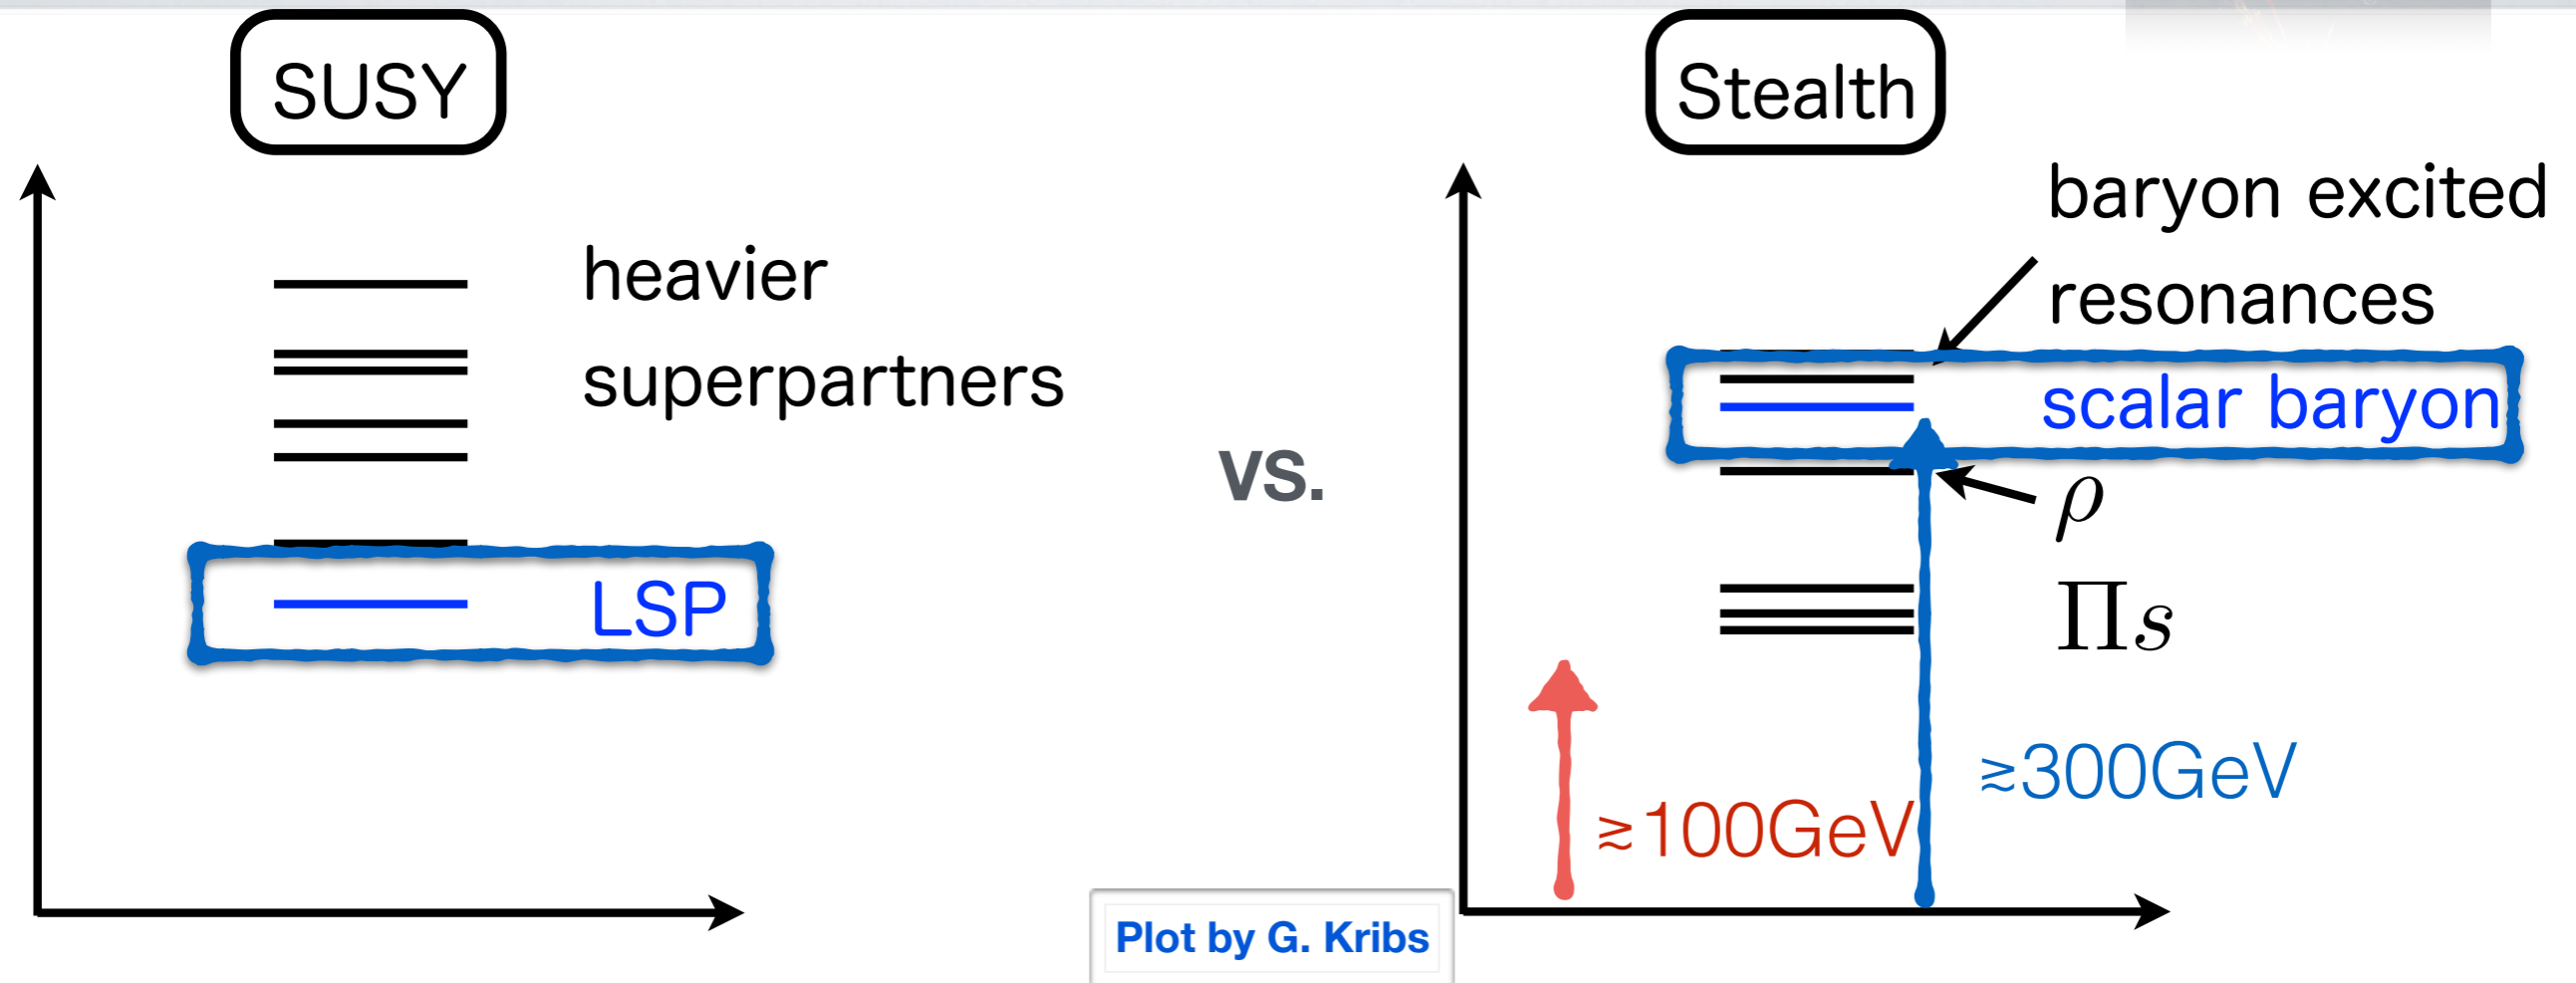 SUSY
heavier
superpartners
LSP
vs.
Stealth
baryon excited
resonances
scalar baryon
ρ
Πs
≳300GeV
≳100GeV
Plot by G. Kribs